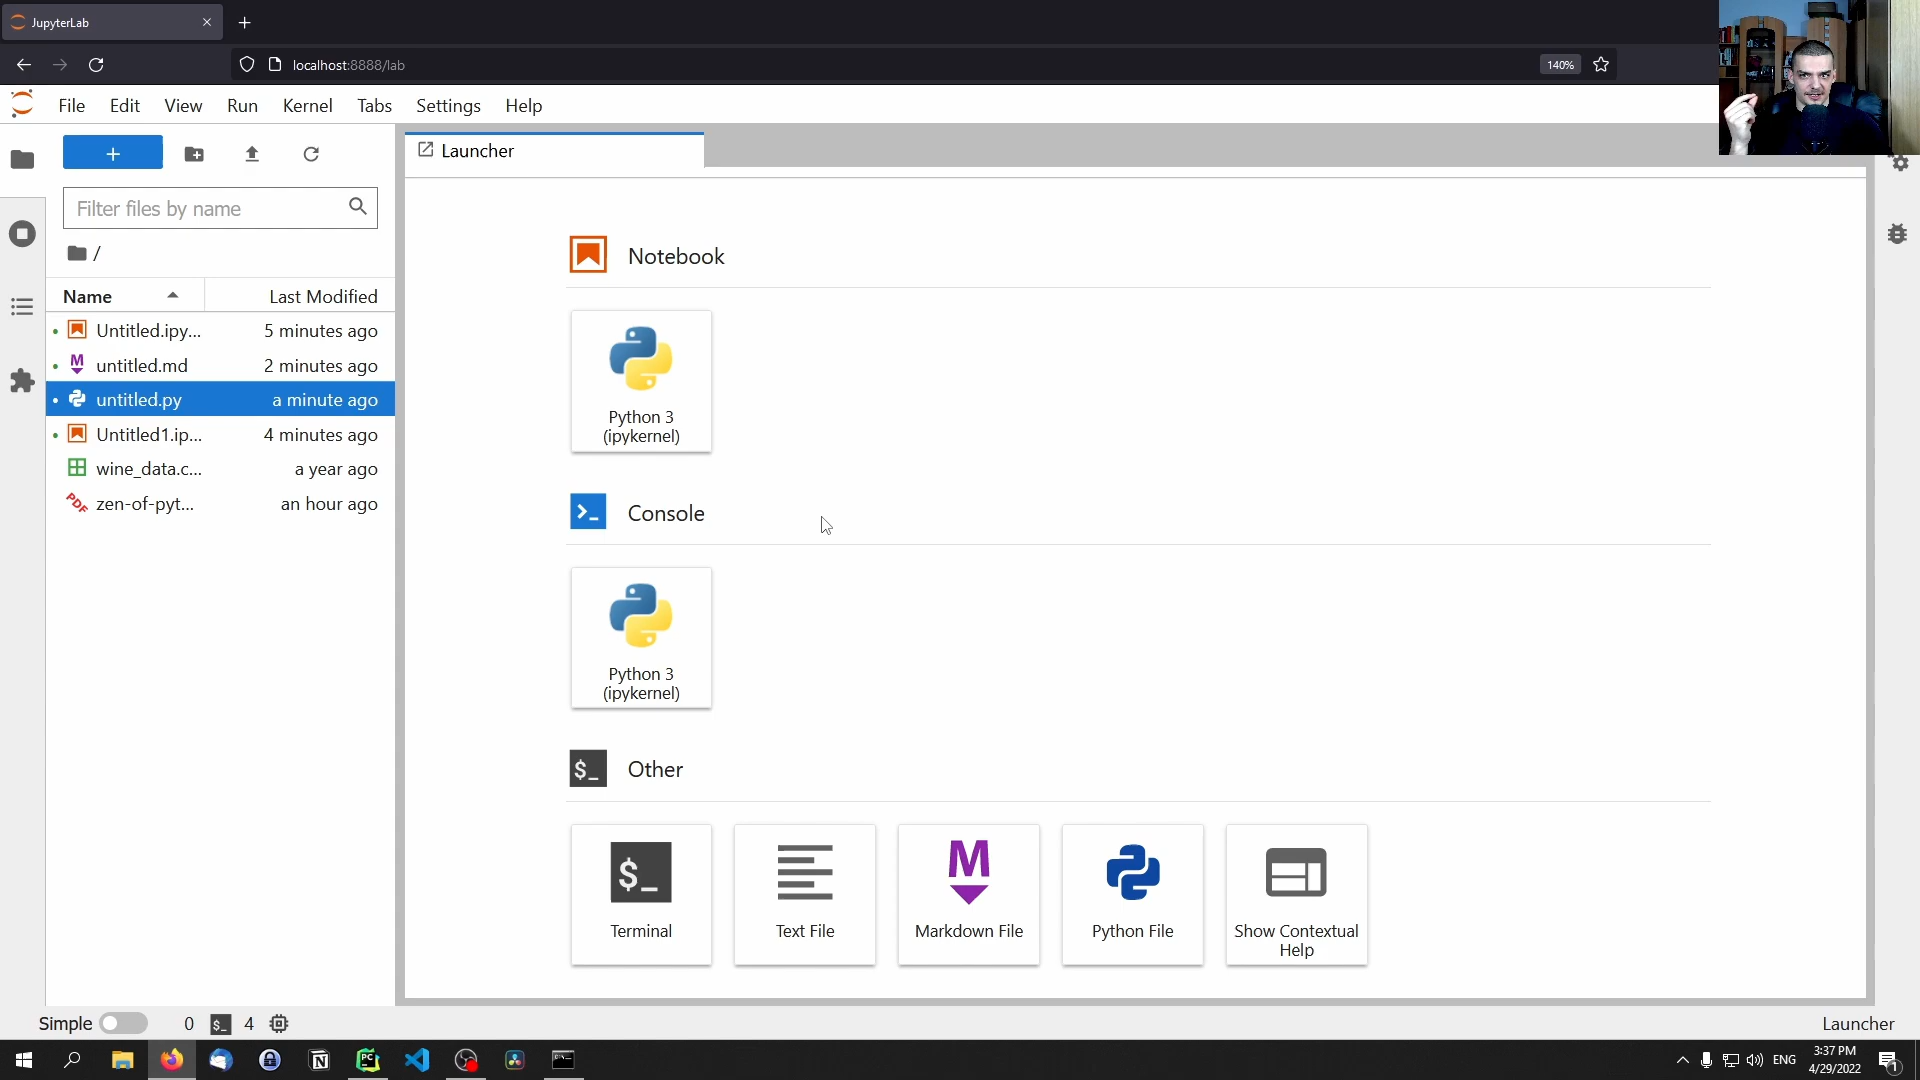 JupyterLab
localhost:8888/lab
140%
File Edit View Run Kernel Tabs Settings Help
Launcher
Filter files by name
/
Name Last Modified
Untitled.ipy... 5 minutes ago
untitled.md 2 minutes ago
untitled.py a minute ago
Untitled1.ip... 4 minutes ago
wine_data.c... a year ago
zen-of-pyt... an hour ago
Notebook
Python 3
(ipykernel)
Console
Python 3
(ipykernel)
$_ Other
$_
Terminal
Text File
M
Markdown File
Python File
Show Contextual
Help
Simple 0 $_ 4 Launcher
ENG
3:37 PM
4/29/2022
1